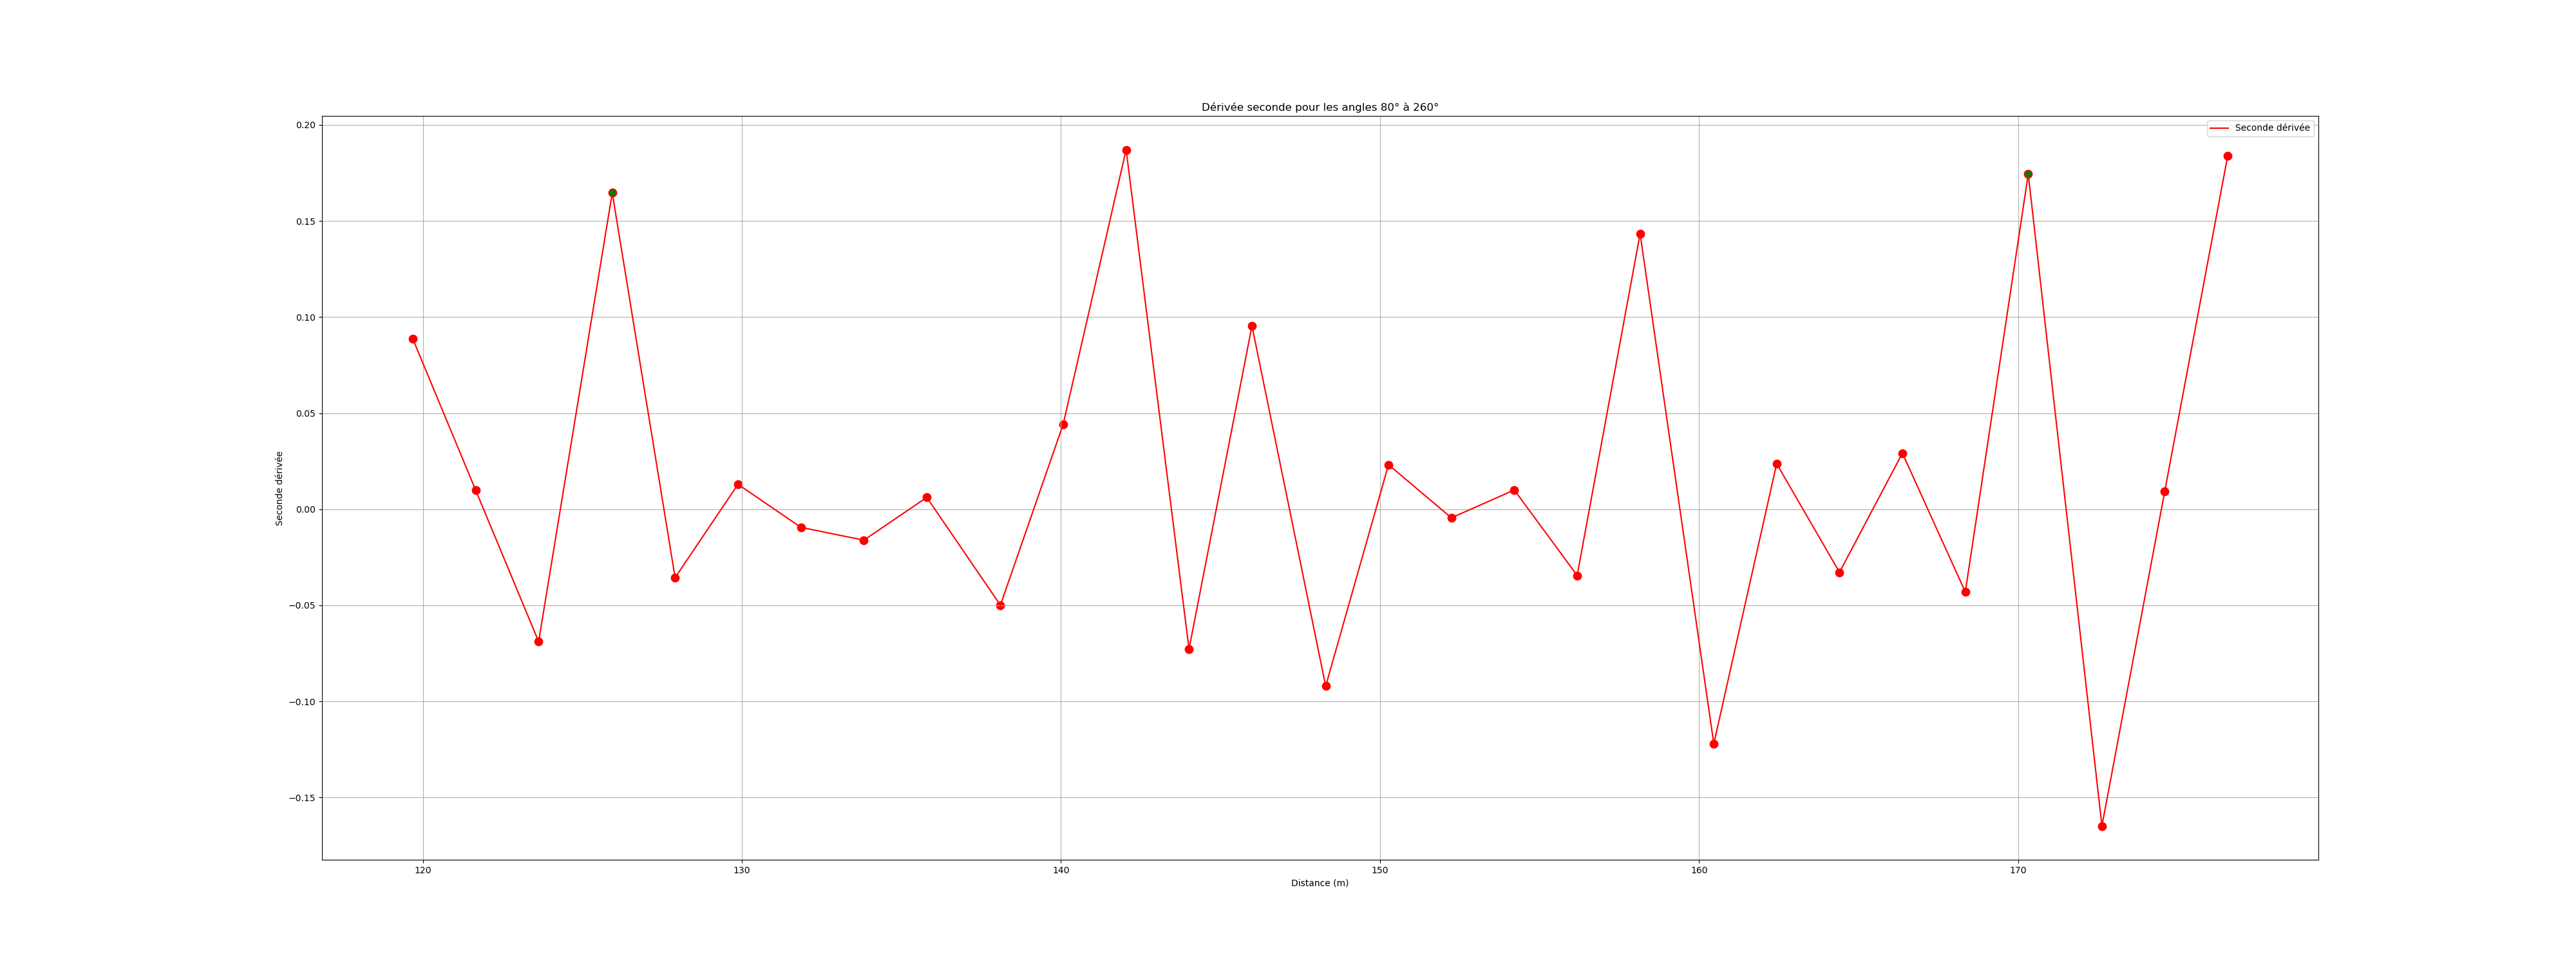 Dérivée seconde pour les angles 80° à 260°
Seconde dérivée
0.20
0.15
0.10
0.05
0.00
−0.05
−0.10
−0.15
Seconde dérivée
120 130 140 150 160 170
Distance (m)